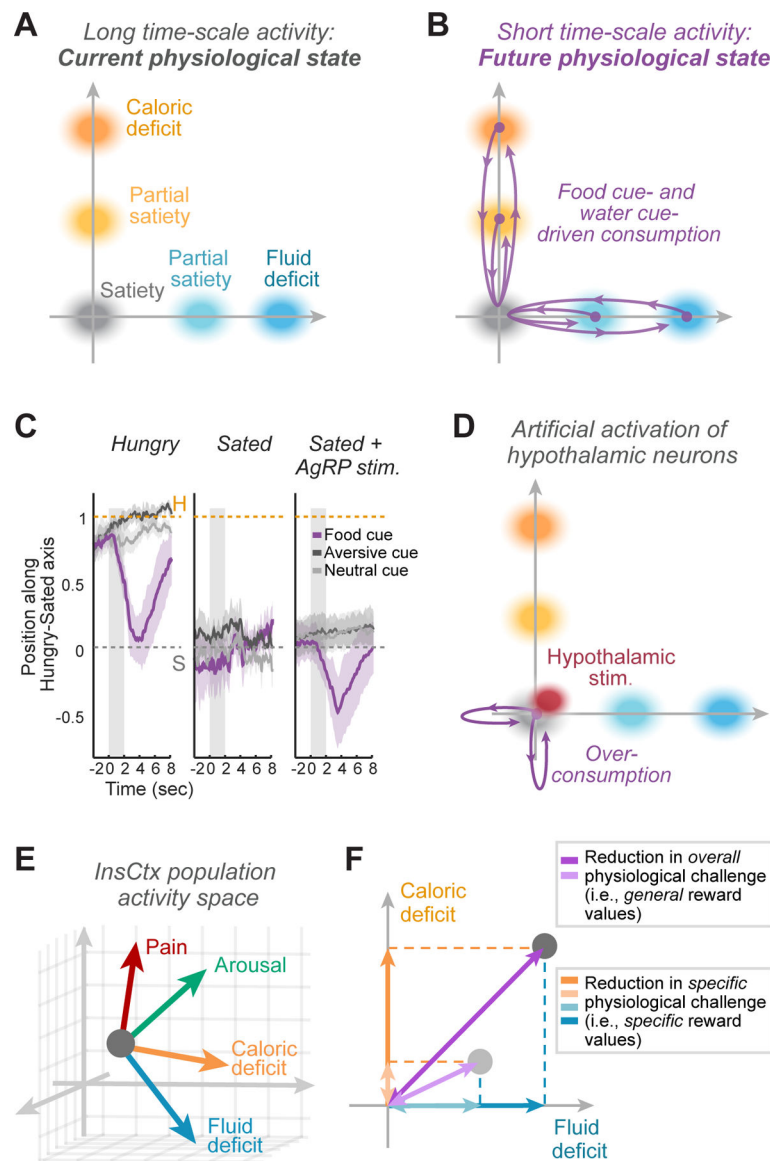 A
Long time-scale activity:
Current physiological state
Caloric
deficit
Partial
satiety
Partial
satiety
Fluid
deficit
Satiety
B
Short time-scale activity:
Future physiological state
Food cue- and
water cue-
driven consumption
C
Hungry
Sated
Sated +
AgRP stim.
H
Food cue
Aversive cue
Neutral cue
Position along
Hungry-Sated axis
1
0.5
0
-0.5
S
-20 2 4 6 8
-20 2 4 6 8
-20 2 4 6 8
Time (sec)
D
Artificial activation of
hypothalamic neurons
Hypothalamic
stim.
Over-
consumption
E
InsCtx population
activity space
Pain
Arousal
Caloric
deficit
Fluid
deficit
F
Caloric
deficit
Reduction in overall
physiological challenge
(i.e., general reward
values)
Reduction in specific
physiological challenge
(i.e., specific reward
values)
Fluid
deficit